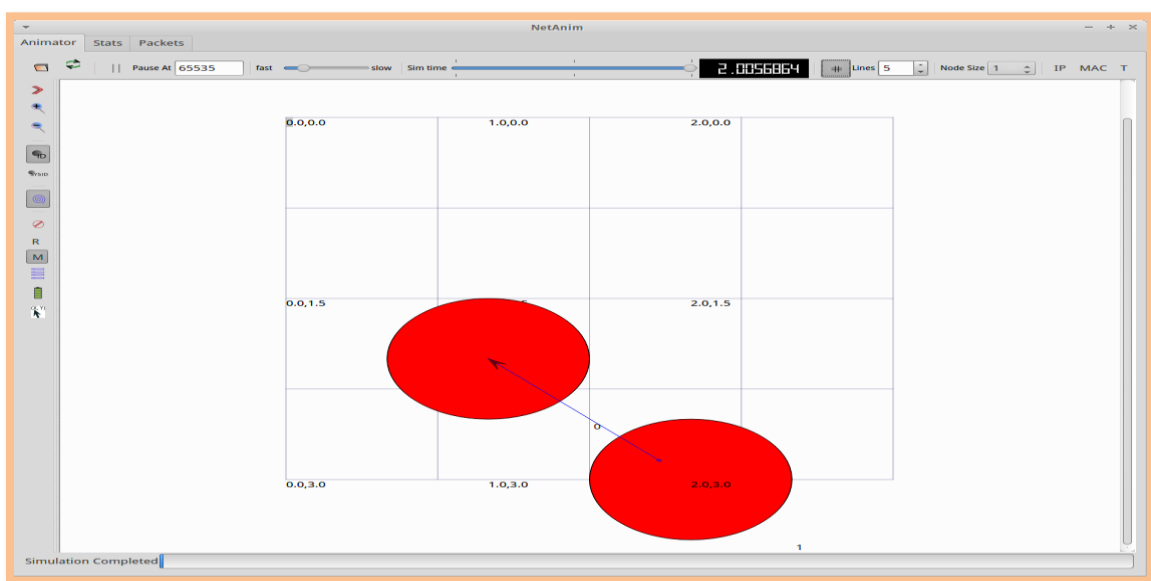 NetAnim
Animator Stats Packets
Pause At 65535 fast slow Sim time 2.0056864 Lines 5 Node Size 1 IP MAC T
ID
SYSID
R
M
0.0,0.0 1.0,0.0 2.0,0.0
0.0,1.5 2.0,1.5
0
0.0,3.0 1.0,3.0 2.0,3.0
1
Simulation Completed